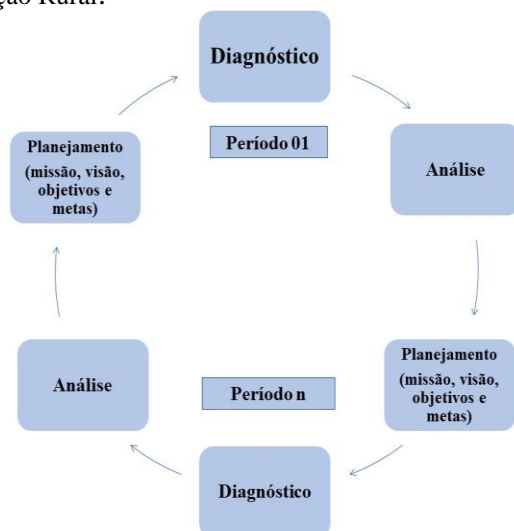 ção Rural.
Diagnóstico
Período 01
Análise
Planejamento
(missão, visão,
objetivos e
metas)
Planejamento
(missão, visão,
objetivos e
metas)
Análise
Período n
Diagnóstico